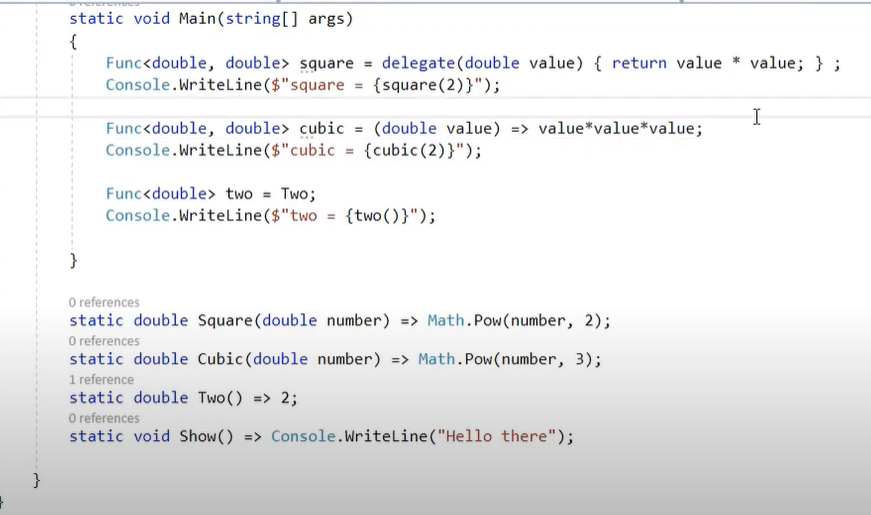 static void Main(string[] args)
{
Func<double, double> square = delegate(double value) { return value * value; } ;
Console.WriteLine($"square = {square(2)}");
Func<double, double> cubic = (double value) => value*value*value;
Console.WriteLine($"cubic = {cubic(2)}");
Func<double> two = Two;
Console.WriteLine($"two = {two()}");
}
0 references
static double Square(double number) => Math.Pow(number, 2);
0 references
static double Cubic(double number) => Math.Pow(number, 3);
1 reference
static double Two() => 2;
0 references
static void Show() => Console.WriteLine("Hello there");
}
}